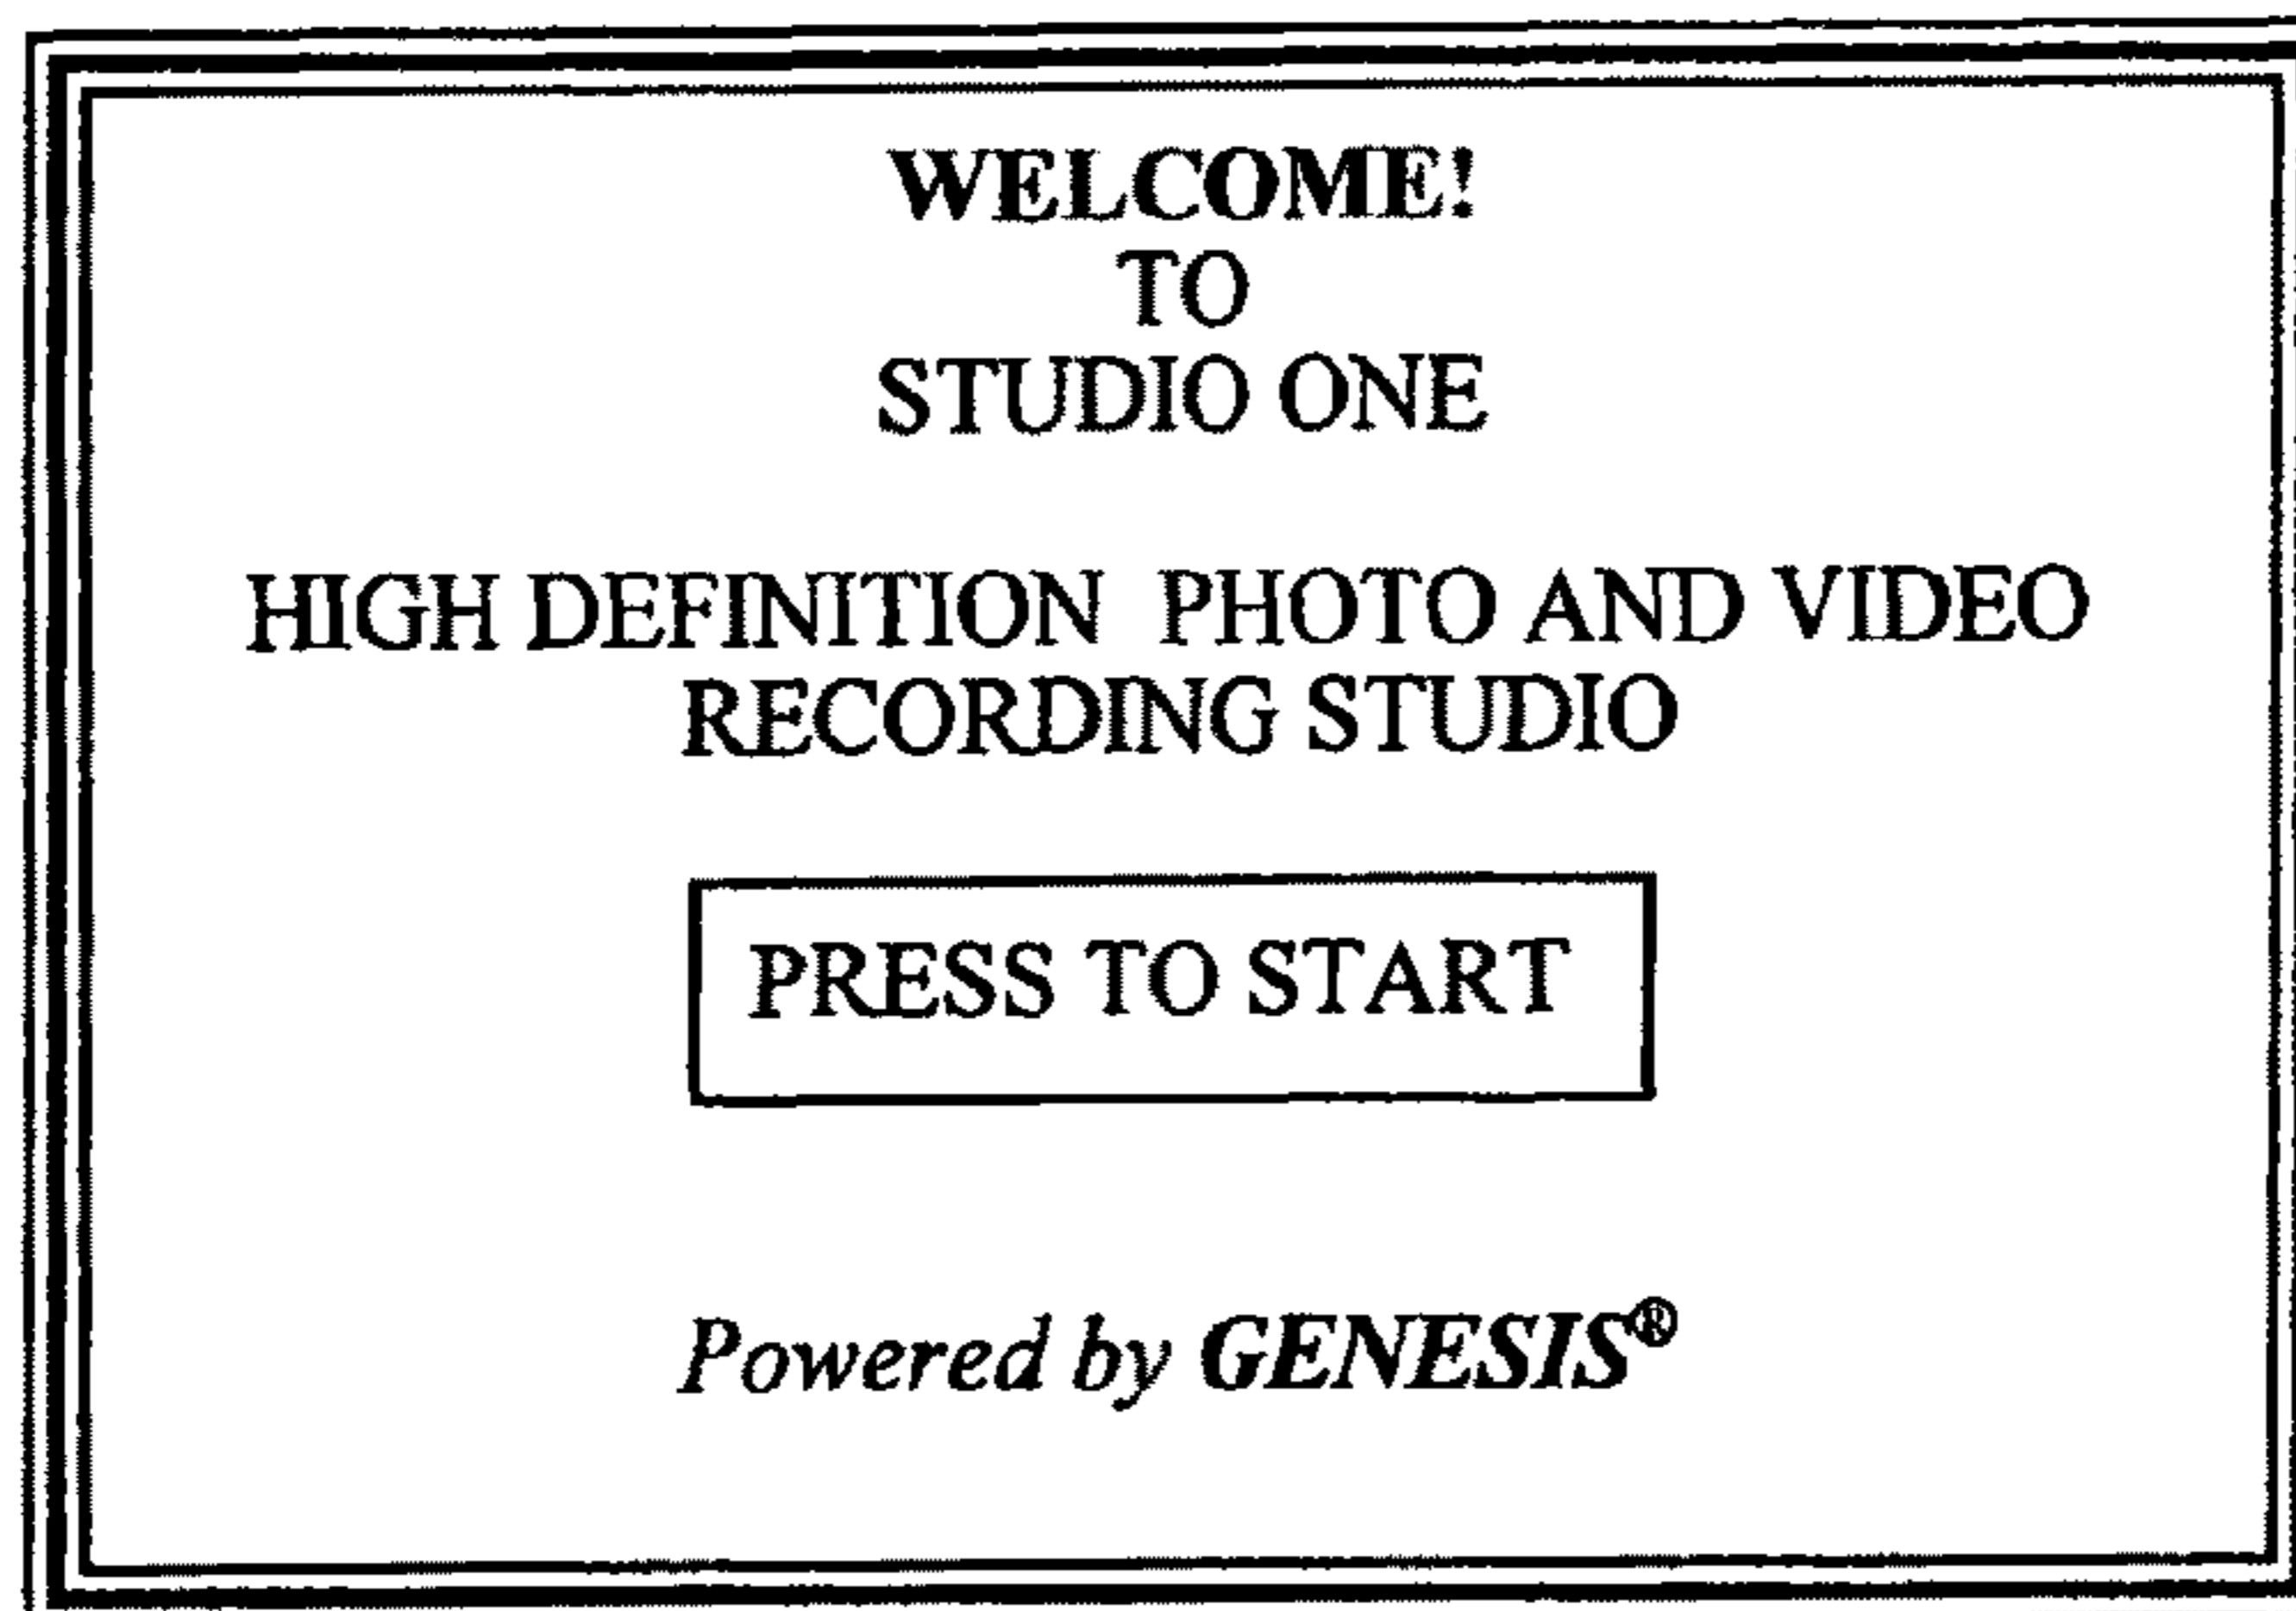 WELCOME!
TO
STUDIO ONE
HIGH DEFINITION PHOTO AND VIDEO
RECORDING STUDIO
PRESS TO START
Powered by GENESIS®